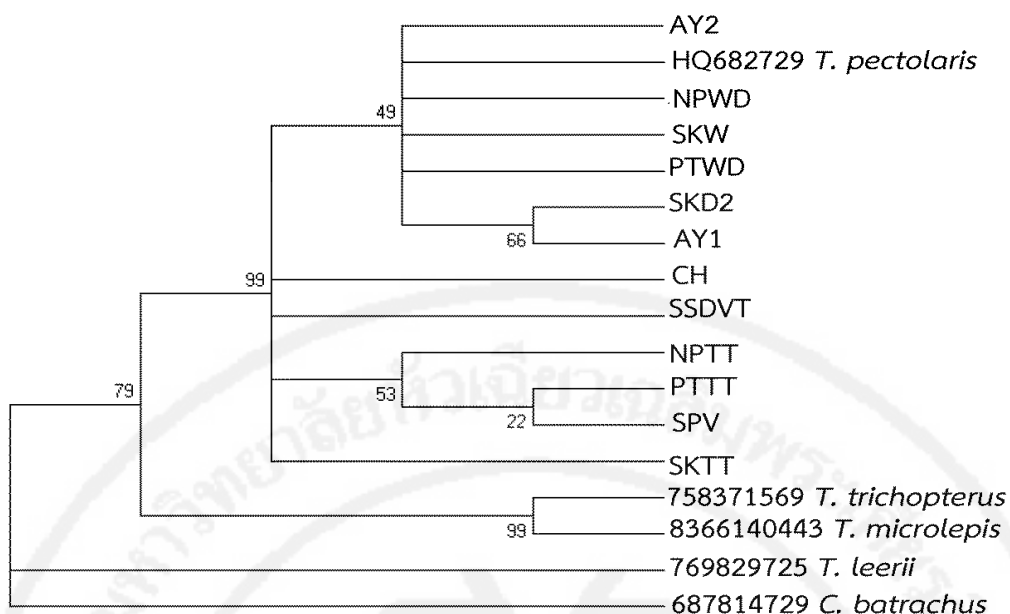 AY2
HQ682729 T. pectolaris
NPWD
49
SKW
PTWD
SKD2
66
AY1
99
CH
SSDVT
NPTT
79
53
PTTT
22
SPV
SKTT
758371569 T. trichopterus
99
8366140443 T. microlepis
769829725 T. leerii
687814729 C. batrachus